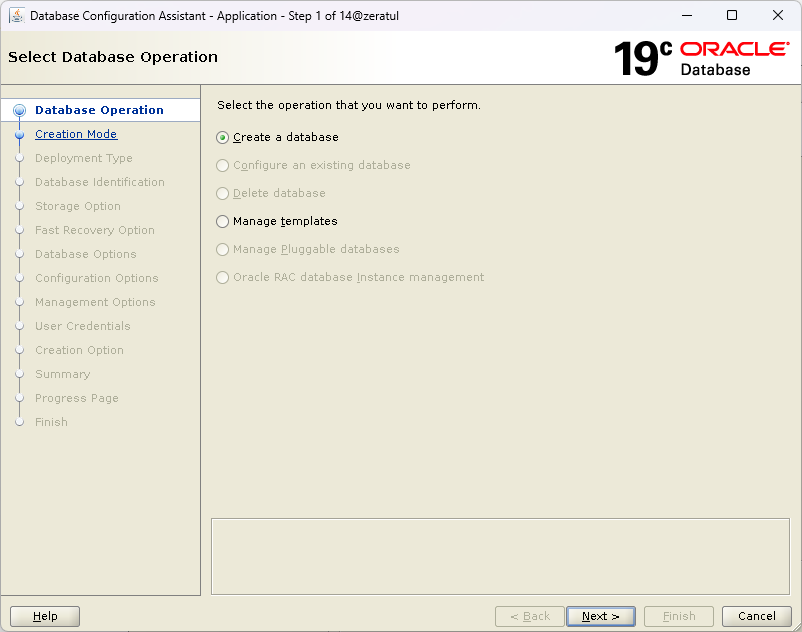 Database Configuration Assistant - Application - Step 1 of 14@zeratul
Select Database Operation
19c ORACLE
Database
Database Operation
Creation Mode
Deployment Type
Database Identification
Storage Option
Fast Recovery Option
Database Options
Configuration Options
Management Options
User Credentials
Creation Option
Summary
Progress Page
Finish
Select the operation that you want to perform.
Create a database
Configure an existing database
Delete database
Manage templates
Manage Pluggable databases
Oracle RAC database Instance management
Help
< Back
Next >
Finish
Cancel